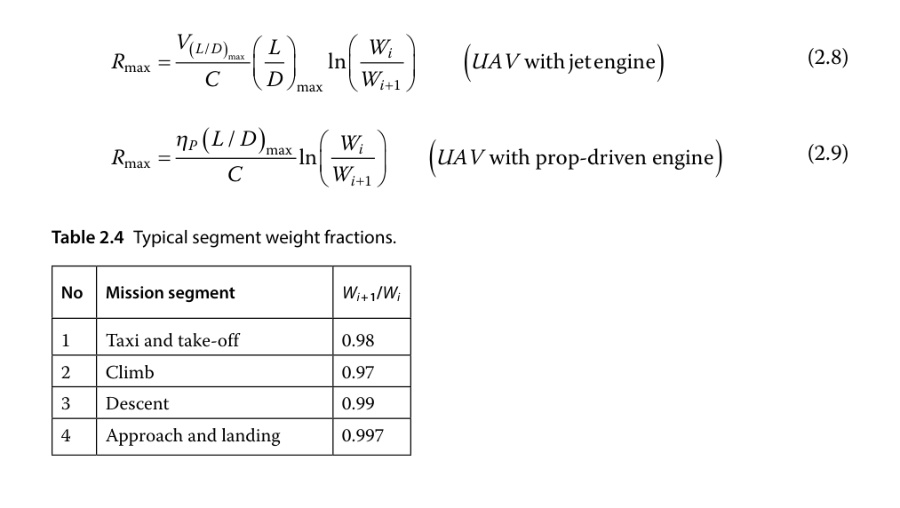 R_max = V_(L/D)max / C (L/D)_max ln(W_i / W_i+1) (UAV with jet engine) (2.8)
R_max = η_P (L / D)_max / C ln(W_i / W_i+1) (UAV with prop-driven engine) (2.9)
Table 2.4 Typical segment weight fractions.
No Mission segment W_i+1/W_i
1 Taxi and take-off 0.98
2 Climb 0.97
3 Descent 0.99
4 Approach and landing 0.997